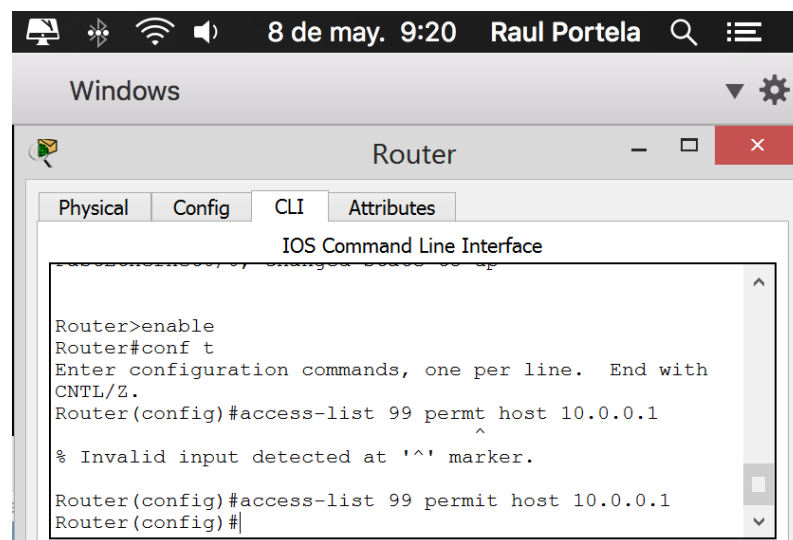 8 de may. 9:20 Raul Portela
Windows
Router
Physical Config CLI Attributes
IOS Command Line Interface
Router>enable
Router#conf t
Enter configuration commands, one per line. End with
CNTL/Z.
Router(config)#access-list 99 permt host 10.0.0.1
^
% Invalid input detected at '^' marker.
Router(config)#access-list 99 permit host 10.0.0.1
Router(config)#